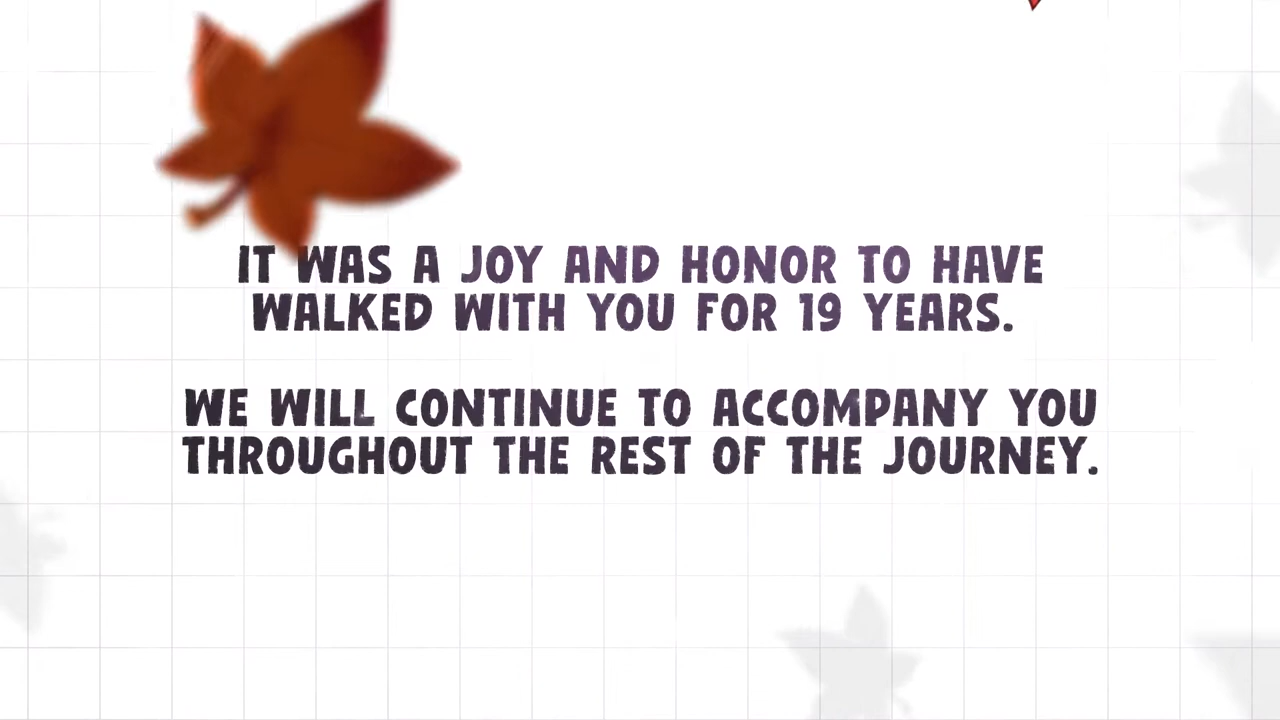 IT WAS A JOY AND HONOR TO HAVE
WALKED WITH YOU FOR 19 YEARS.
WE WILL CONTINUE TO ACCOMPANY YOU
THROUGHOUT THE REST OF THE JOURNEY.